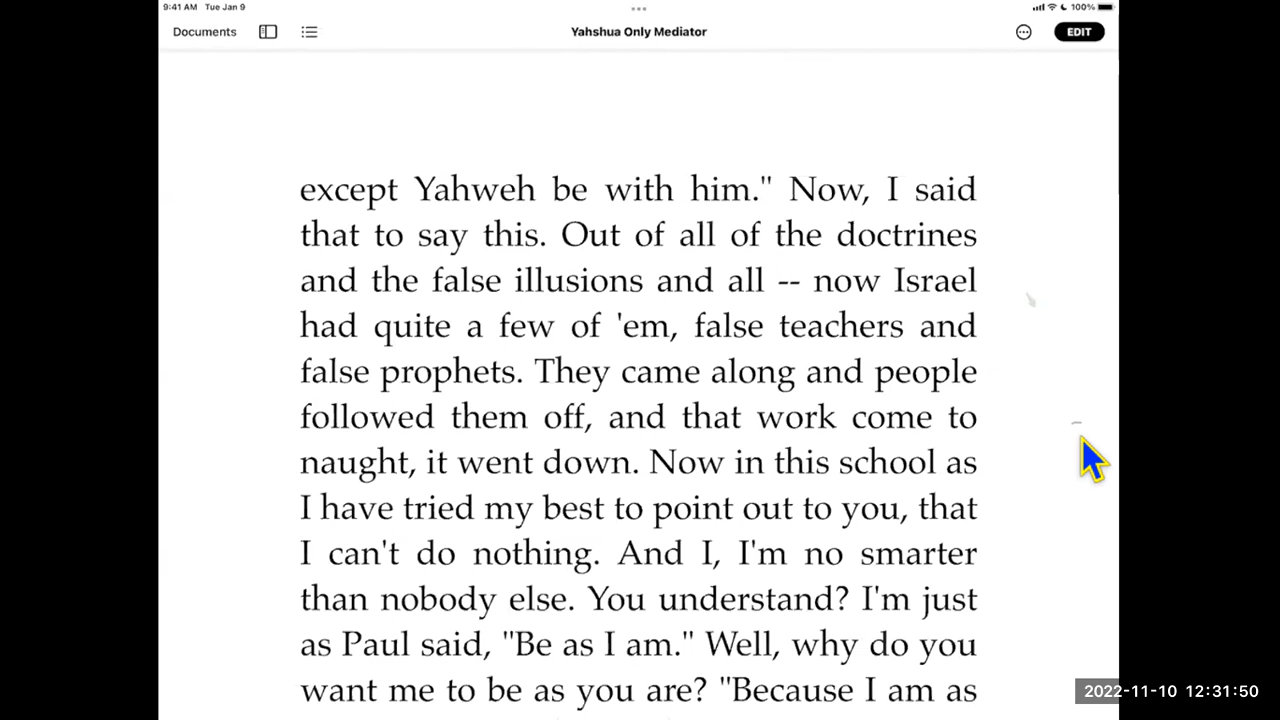 9:41 AM Tue Jan 9
100%
Documents
Yahshua Only Mediator
EDIT
except Yahweh be with him." Now, I said
that to say this. Out of all of the doctrines
and the false illusions and all -- now Israel
had quite a few of 'em, false teachers and
false prophets. They came along and people
followed them off, and that work come to
naught, it went down. Now in this school as
I have tried my best to point out to you, that
I can't do nothing. And I, I'm no smarter
than nobody else. You understand? I'm just
as Paul said, "Be as I am." Well, why do you
want me to be as you are? "Because I am as
2022-11-10 12:31:50